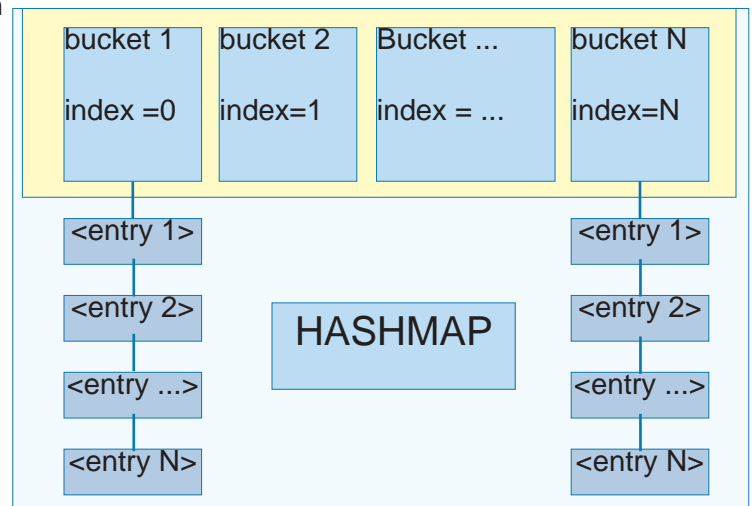 bucket 1
index =0
bucket 2
index=1
Bucket ...
index = ...
bucket N
index=N
<entry 1>
<entry 2>
<entry ...>
<entry N>
HASHMAP
<entry 1>
<entry 2>
<entry ...>
<entry N>